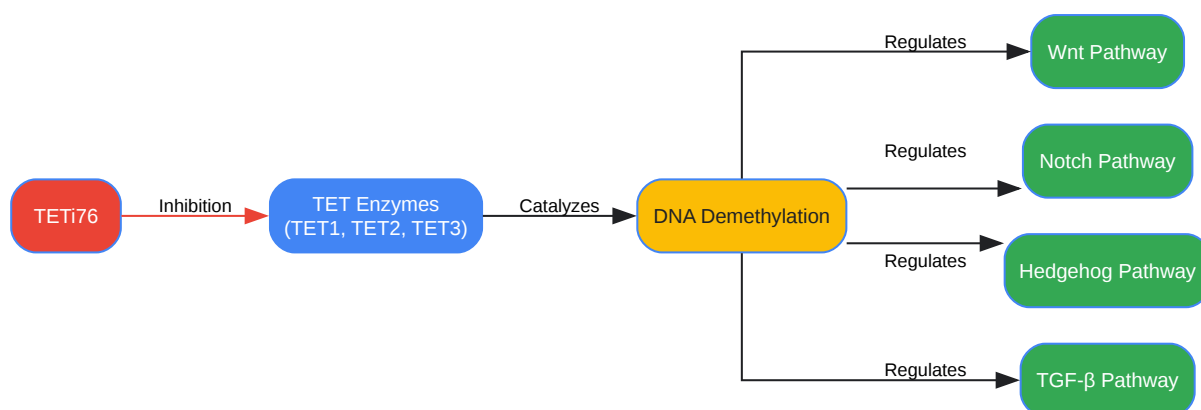 TETi76
Inhibition
TET Enzymes
(TET1, TET2, TET3)
Catalyzes
DNA Demethylation
Regulates
Wnt Pathway
Regulates
Notch Pathway
Regulates
Hedgehog Pathway
Regulates
TGF-β Pathway